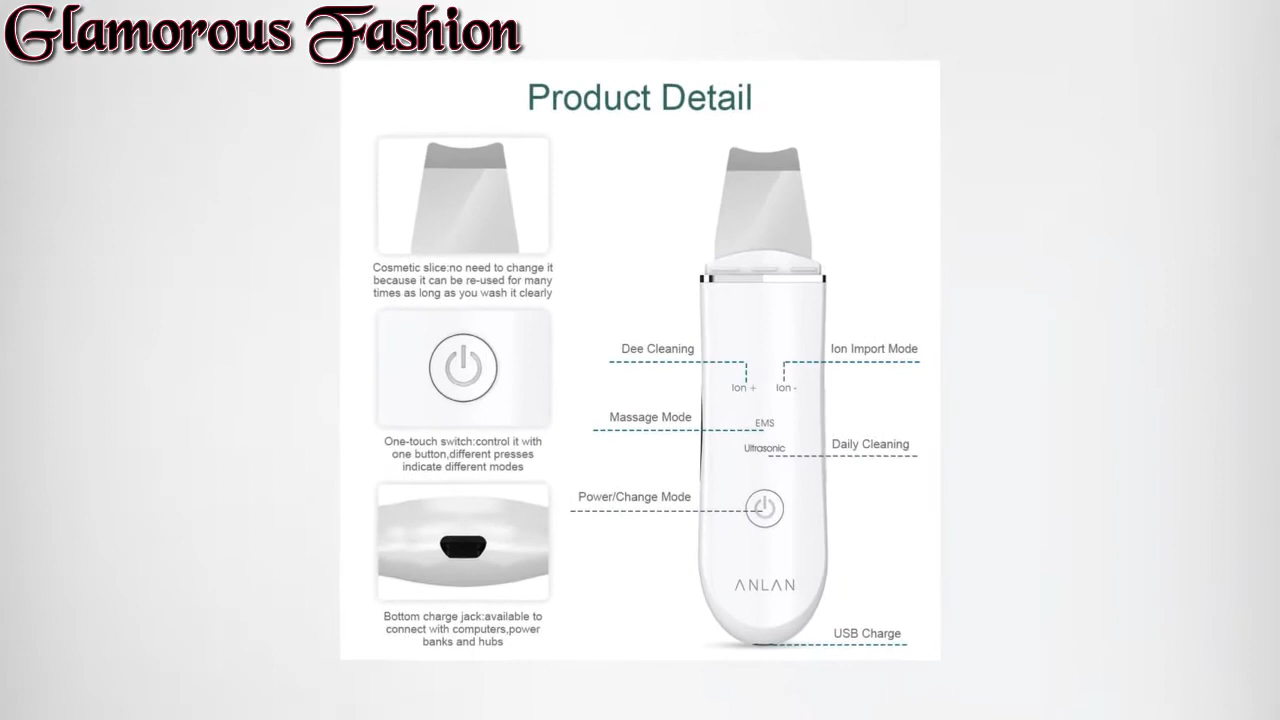 Glamorous Fashion
Product Detail
Cosmetic slice:no need to change it
because it can be re-used for many
times as long as you wash it clearly
One-touch switch:control it with
one button,different presses
indicate different modes
Bottom charge jack:available to
connect with computers,power
banks and hubs
Dee Cleaning
Ion Import Mode
Ion +
Ion -
Massage Mode
EMS
Ultrasonic
Daily Cleaning
Power/Change Mode
ANLAN
USB Charge